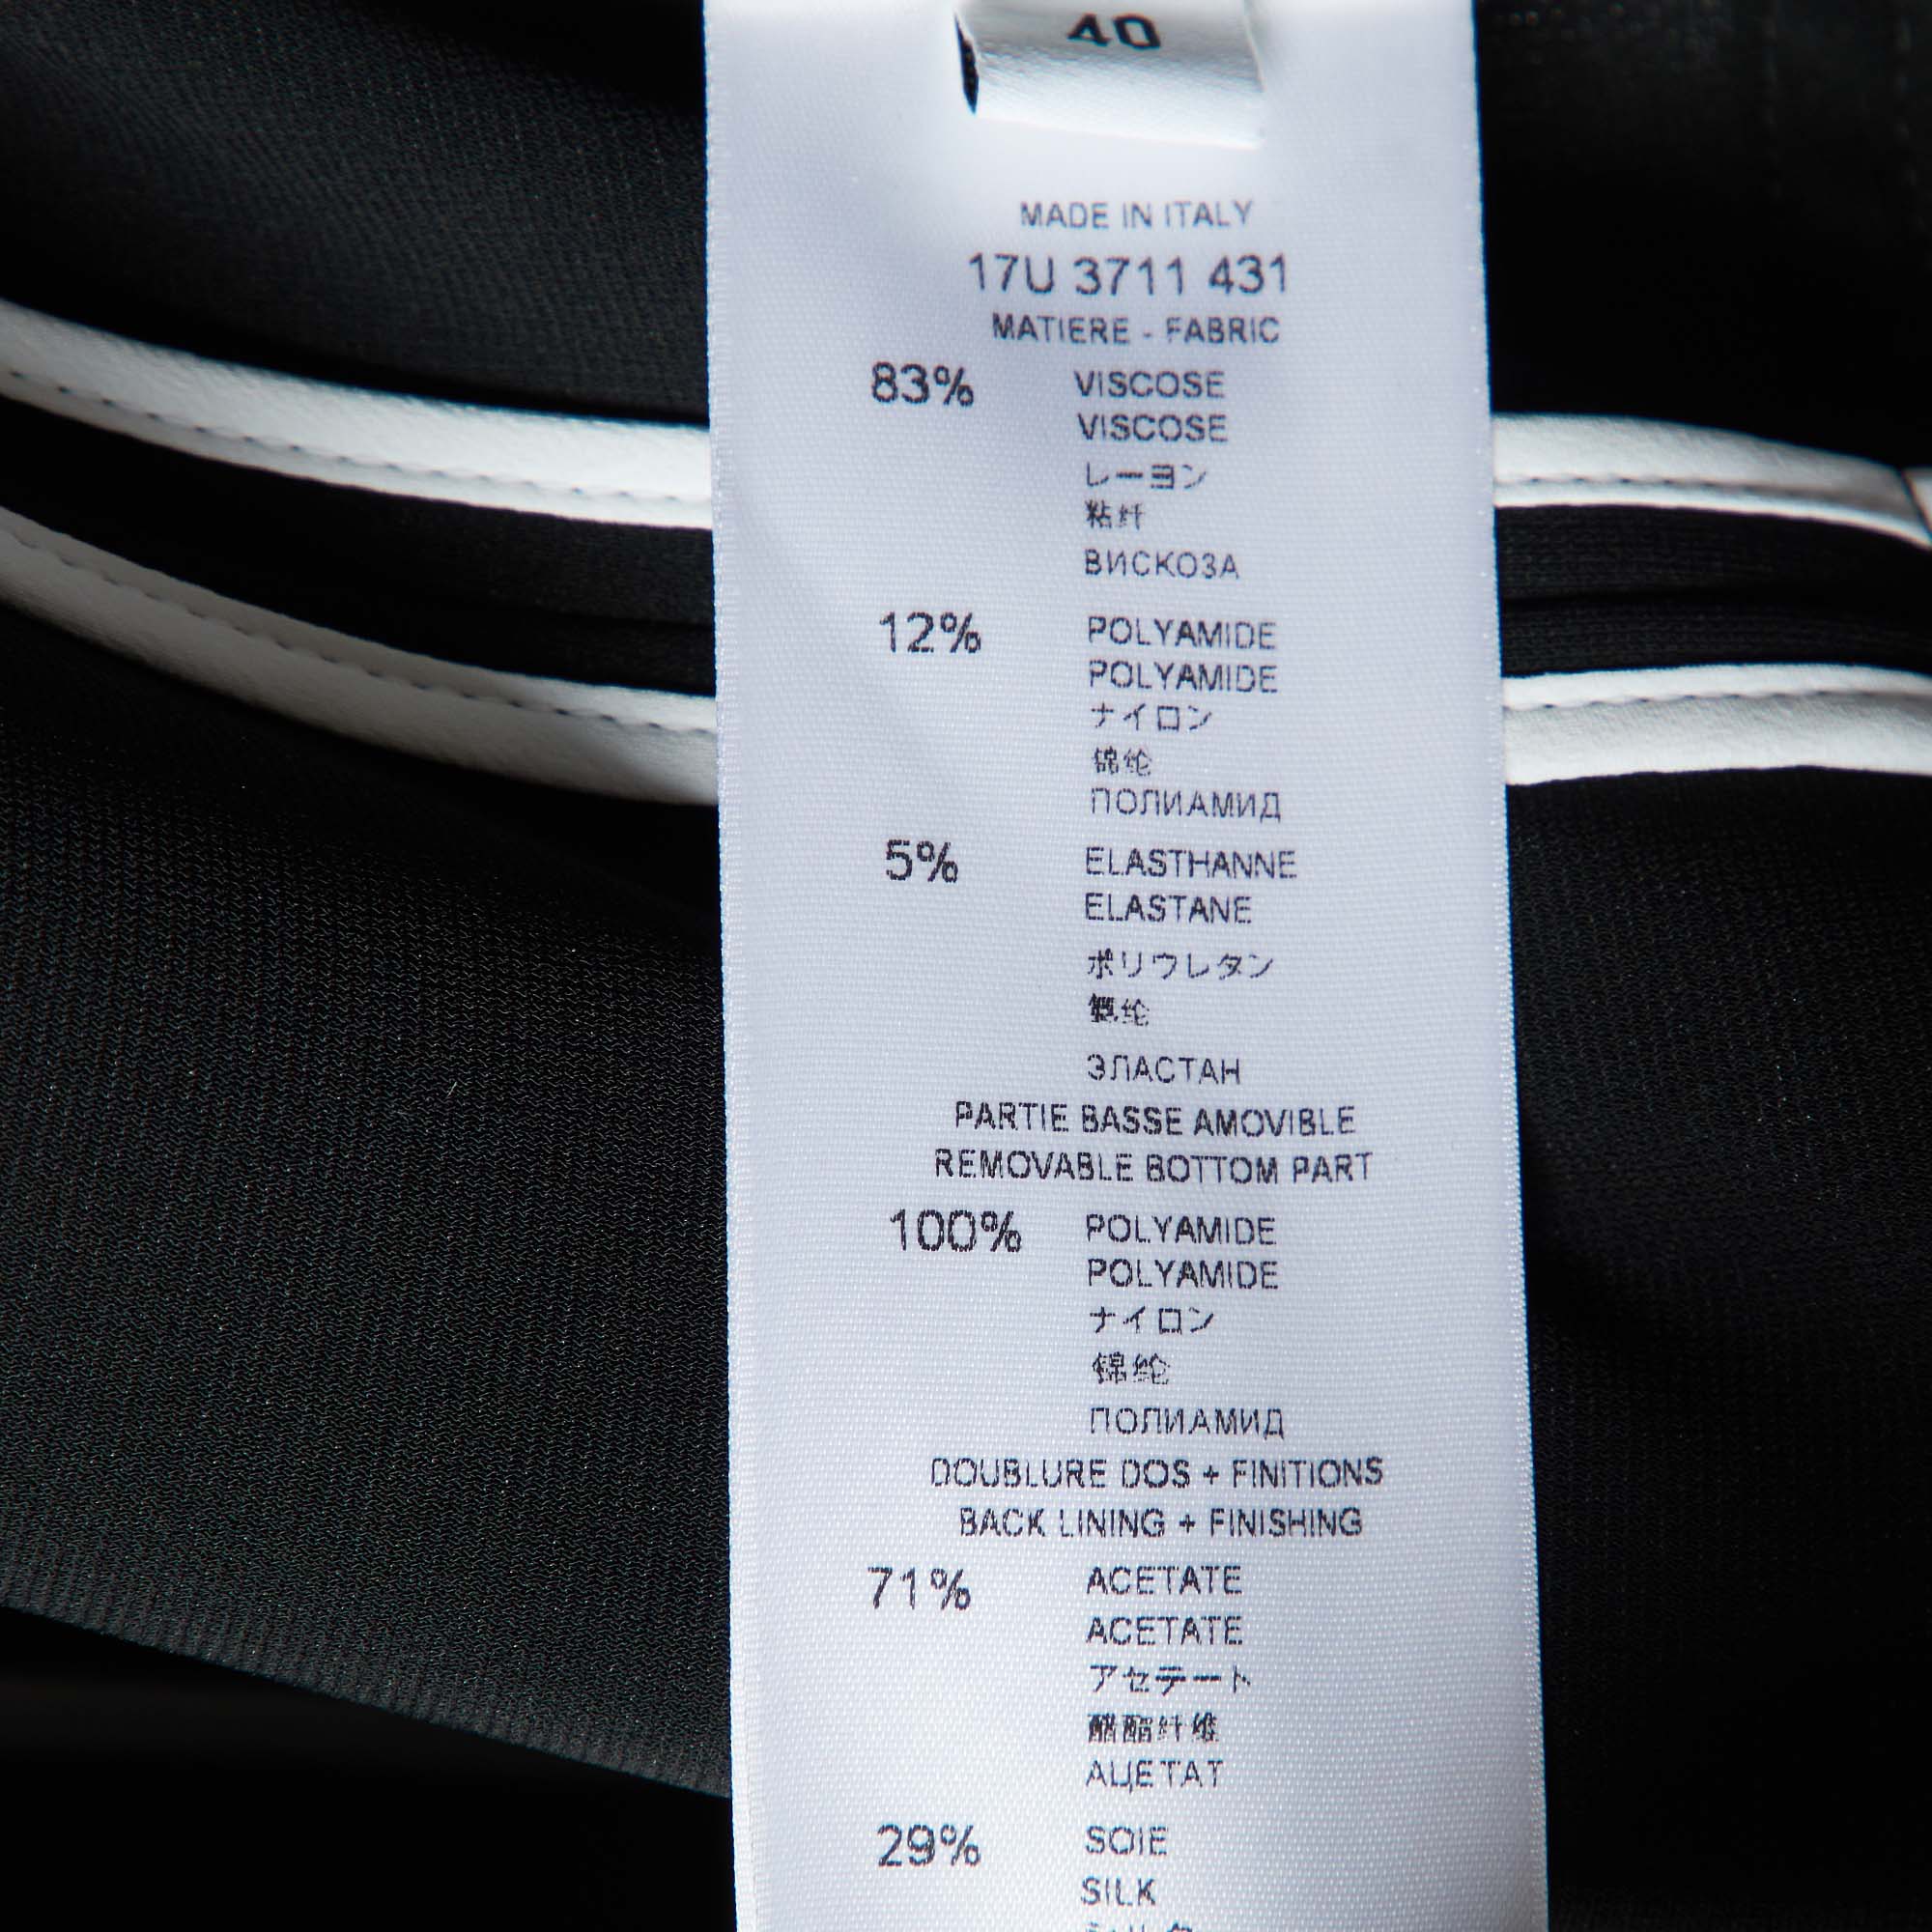 40
MADE IN ITALY
17U 3711 431
MATIERE - FABRIC
83% VISCOSE
VISCOSE
レーヨン
粘纤
ВИСКОЗА
12% POLYAMIDE
POLYAMIDE
ナイロン
锦纶
ПОЛИАМИД
5% ELASTHANNE
ELASTANE
ポリウレタン
氨纶
ЭЛАСТАН
PARTIE BASSE AMOVIBLE
REMOVABLE BOTTOM PART
100% POLYAMIDE
POLYAMIDE
ナイロン
锦纶
ПОЛИАМИД
DOUBLURE DOS + FINITIONS
BACK LINING + FINISHING
71% ACETATE
ACETATE
アセテート
醋酯纤维
АЦЕТАТ
29% SOIE
SILK